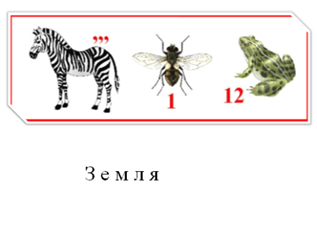 ,,,
1
12
З е м л я